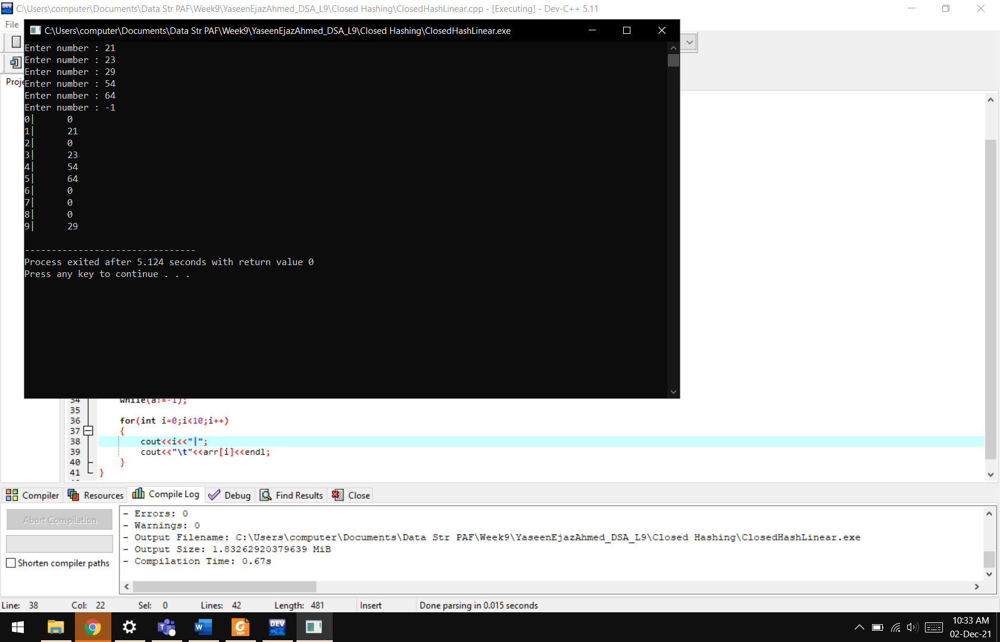 C:\Users\computer\Documents\Data Str PAF\Week9\YaseenEjazAhmed_DSA_L9\Closed Hashing\ClosedHashLinear.cpp - [Executing] - Dev-C++ 5.11
File
C:\Users\computer\Documents\Data Str PAF\Week9\YaseenEjazAhmed_DSA_L9\Closed Hashing\ClosedHashLinear.exe
Proje
Enter number : 21
Enter number : 23
Enter number : 29
Enter number : 54
Enter number : 64
Enter number : -1
0|	0
1|	21
2|	0
3|	23
4|	54
5|	64
6|	0
7|	0
8|	0
9|	29
--------------------------------
Process exited after 5.124 seconds with return value 0
Press any key to continue . . .
34 while(a!=-1);
35
36 for(int i=0;i<10;i++)
37 {
38 cout<<i<<"|";
39 cout<<"\t"<<arr[i]<<endl;
40 }
41 }
Compiler Resources Compile Log Debug Find Results Close
Abort Compilation
Shorten compiler paths
- Errors: 0
- Warnings: 0
- Output Filename: C:\Users\computer\Documents\Data Str PAF\Week9\YaseenEjazAhmed_DSA_L9\Closed Hashing\ClosedHashLinear.exe
- Output Size: 1.83262920379639 MiB
- Compilation Time: 0.67s
Line: 38 Col: 22 Sel: 0 Lines: 42 Length: 481 Insert Done parsing in 0.015 seconds
10:33 AM
02-Dec-21